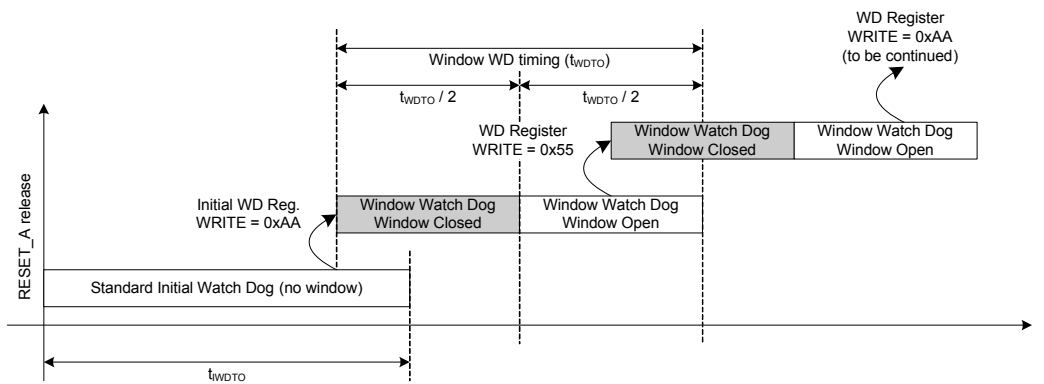 WD Register
WRITE = 0xAA
(to be continued)
Window WD timing (tWDTO)
tWDTO / 2
tWDTO / 2
WD Register
WRITE = 0x55
Window Watch Dog
Window Closed
Window Watch Dog
Window Open
Initial WD Reg.
WRITE = 0xAA
Window Watch Dog
Window Closed
Window Watch Dog
Window Open
RESET_A release
Standard Initial Watch Dog (no window)
tIWDTO